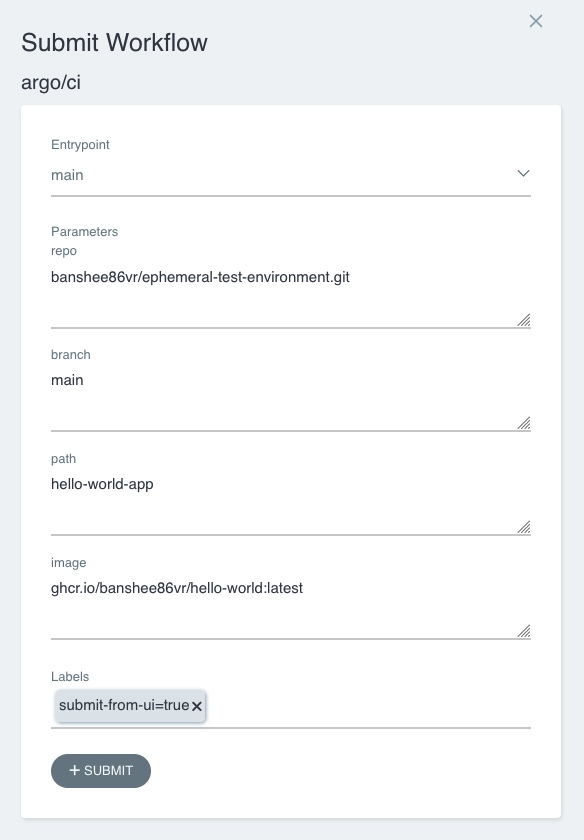 Submit Workflow
argo/ci
Entrypoint
main
Parameters
repo
banshee86vr/ephemeral-test-environment.git
branch
main
path
hello-world-app
image
ghcr.io/banshee86vr/hello-world:latest
Labels
submit-from-ui=true
+ SUBMIT